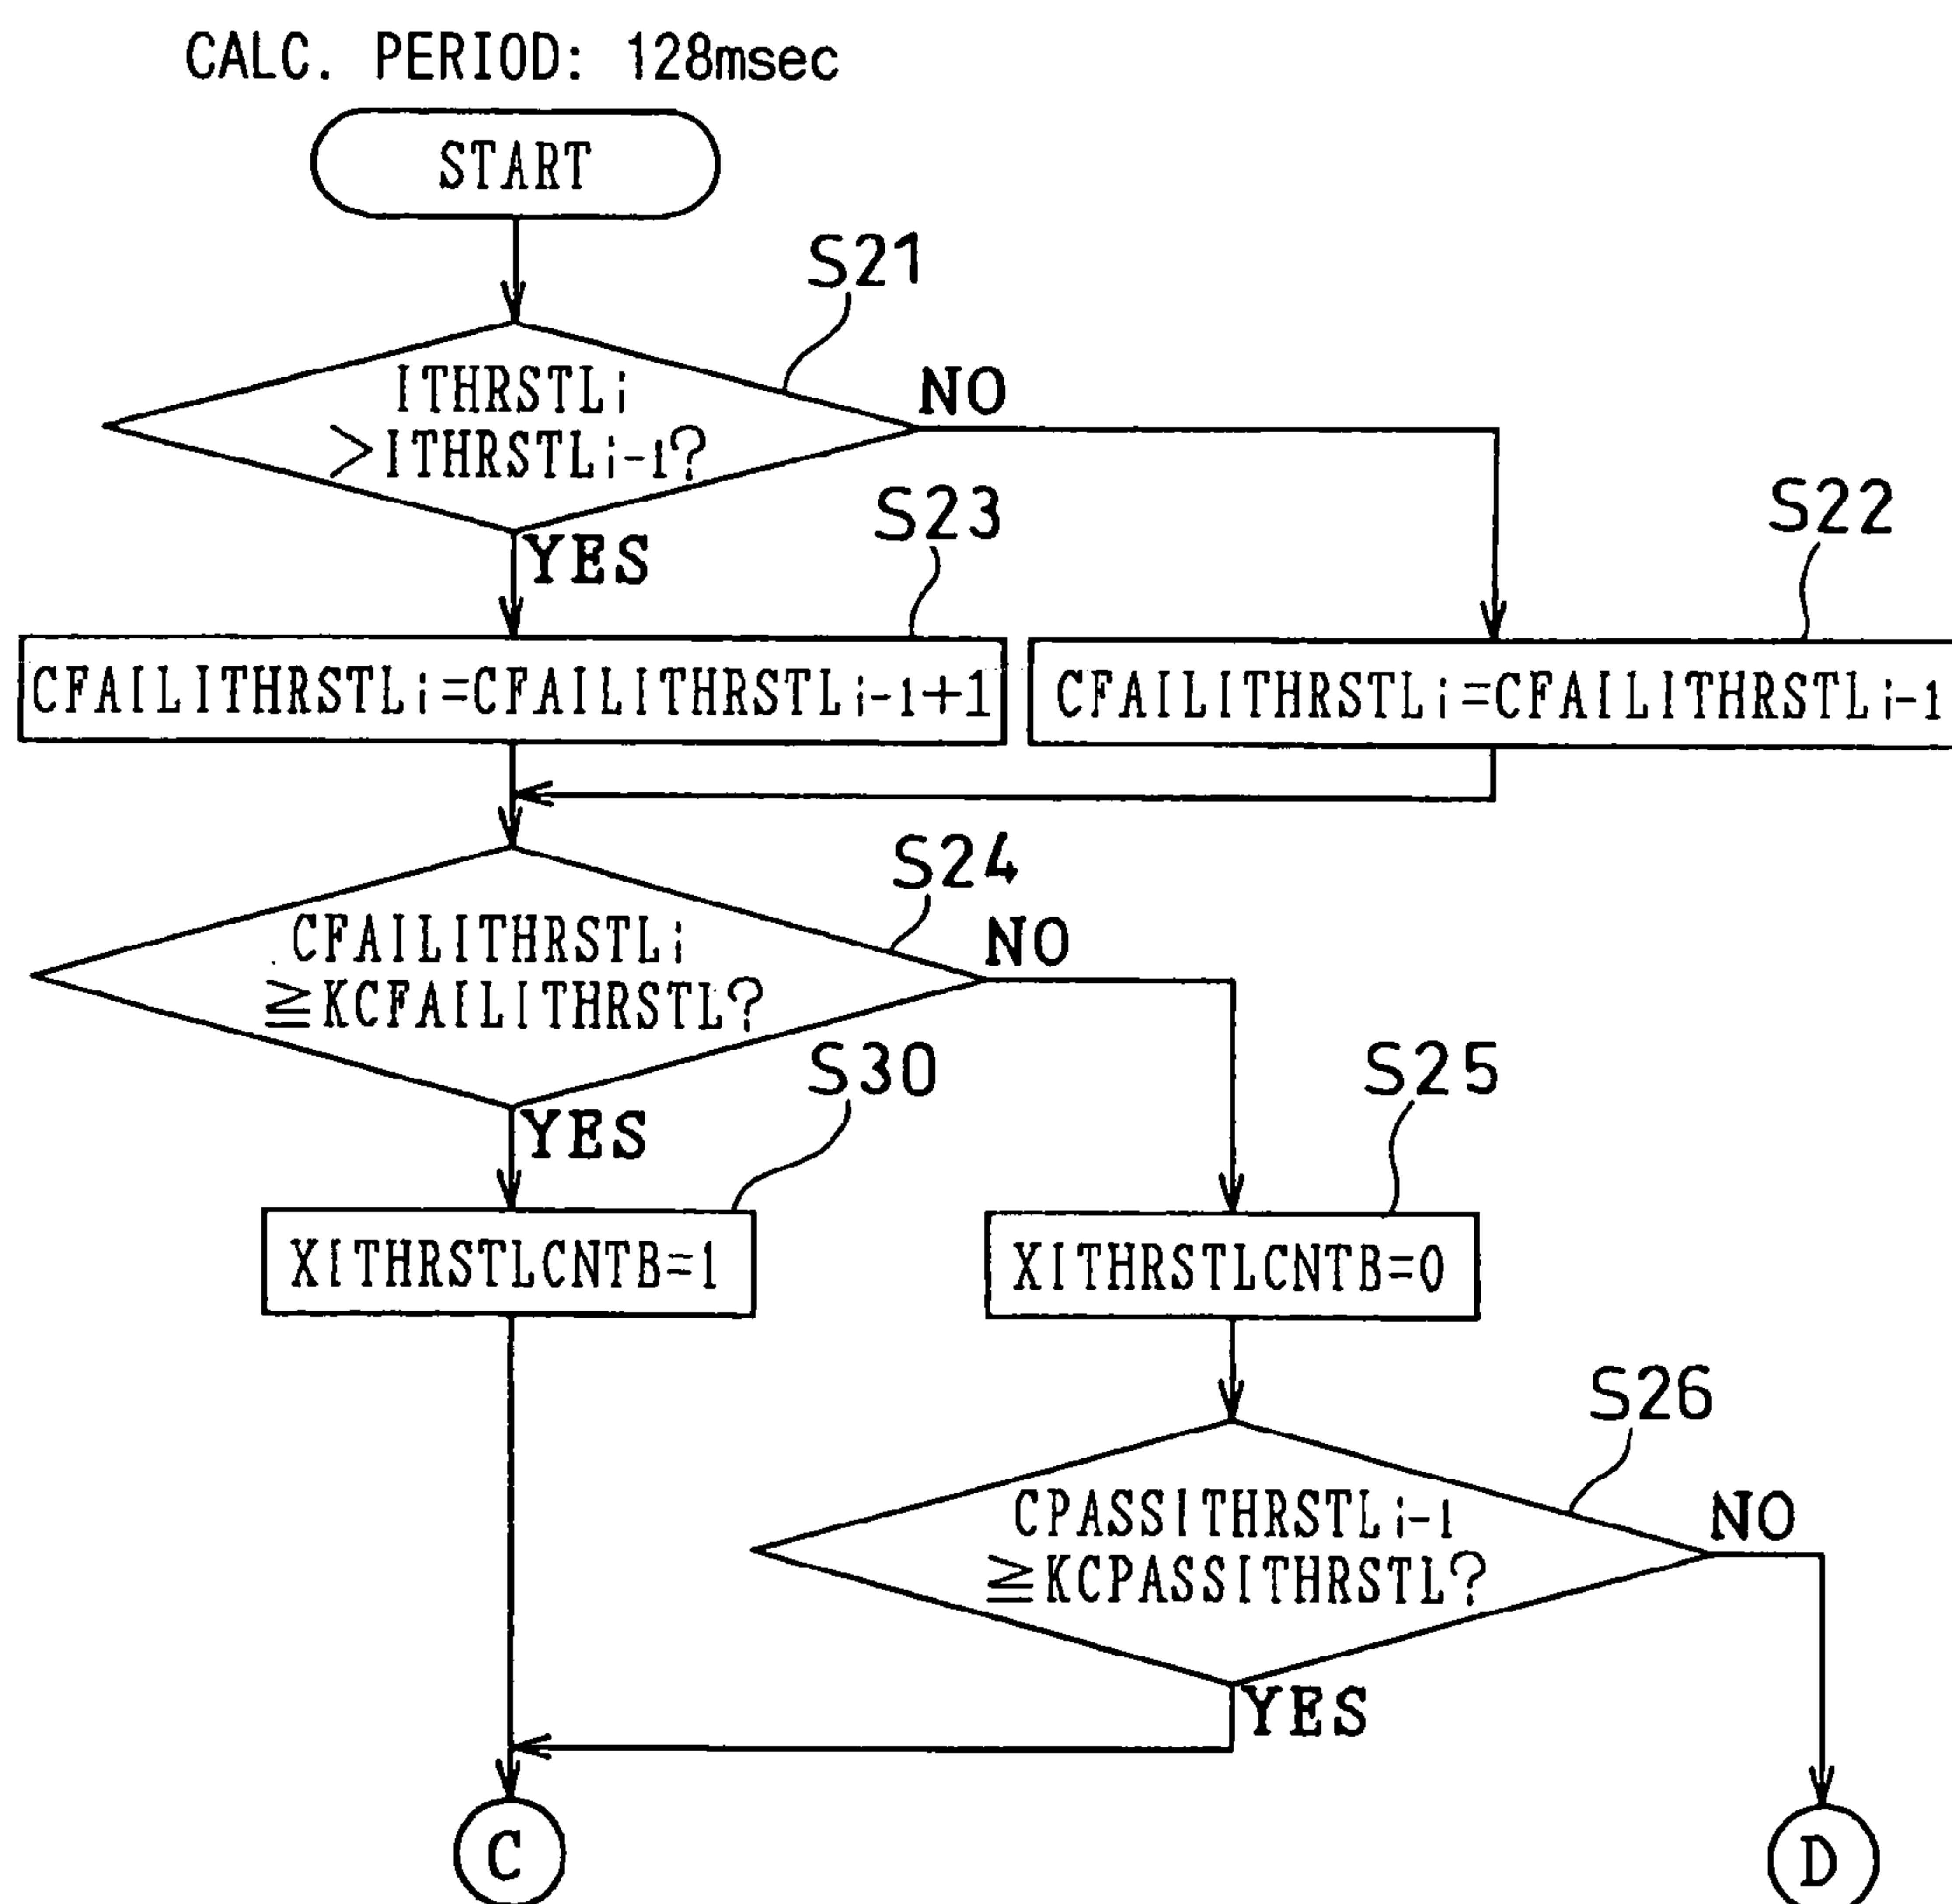 CALC. PERIOD: 128msec
START
S21
ITHRSTLi
>ITHRSTLi-1?
NO
YES
S23
S22
CFAILITHRSTLi=CFAILITHRSTLi-1+1
CFAILITHRSTLi=CFAILITHRSTLi-1
S24
CFAILITHRSTLi
≧KCFAILITHRSTL?
NO
YES
S30
S25
XITHRSTLCNTB=1
XITHRSTLCNTB=0
S26
CPASSITHRSTLi-1
≧KCPASSITHRSTL?
NO
YES
C
D